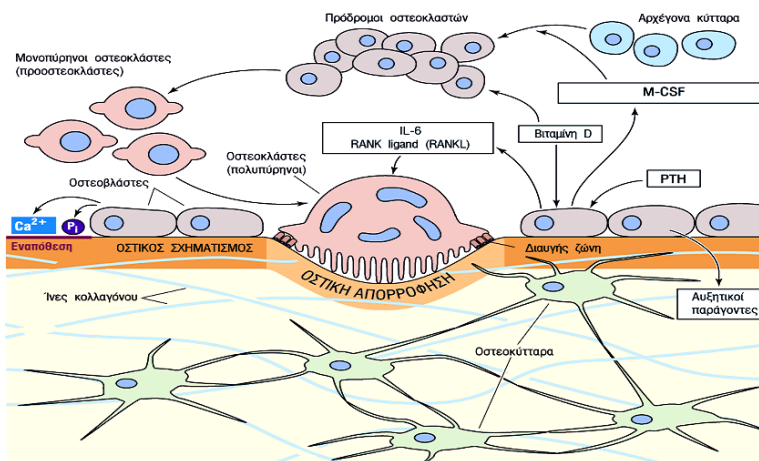 Πρόδρομοι οστεοκλαστών
Αρχέγονα κύτταρα
Μονοπύρηνοι οστεοκλάστες
(προοστεοκλάστες)
M-CSF
IL-6
RANK ligand (RANKL)
Βιταμίνη D
Οστεοκλάστες
(πολυπύρηνοι)
PTH
Οστεοβλάστες
Ca2+
Pi
Εναπόθεση
ΟΣΤΙΚΟΣ ΣΧΗΜΑΤΙΣΜΟΣ
Διαυγής ζώνη
ΟΣΤΙΚΗ ΑΠΟΡΡΟΦΗΣΗ
Ίνες κολλαγόνου
Αυξητικοί
παράγοντες
Οστεοκύτταρα